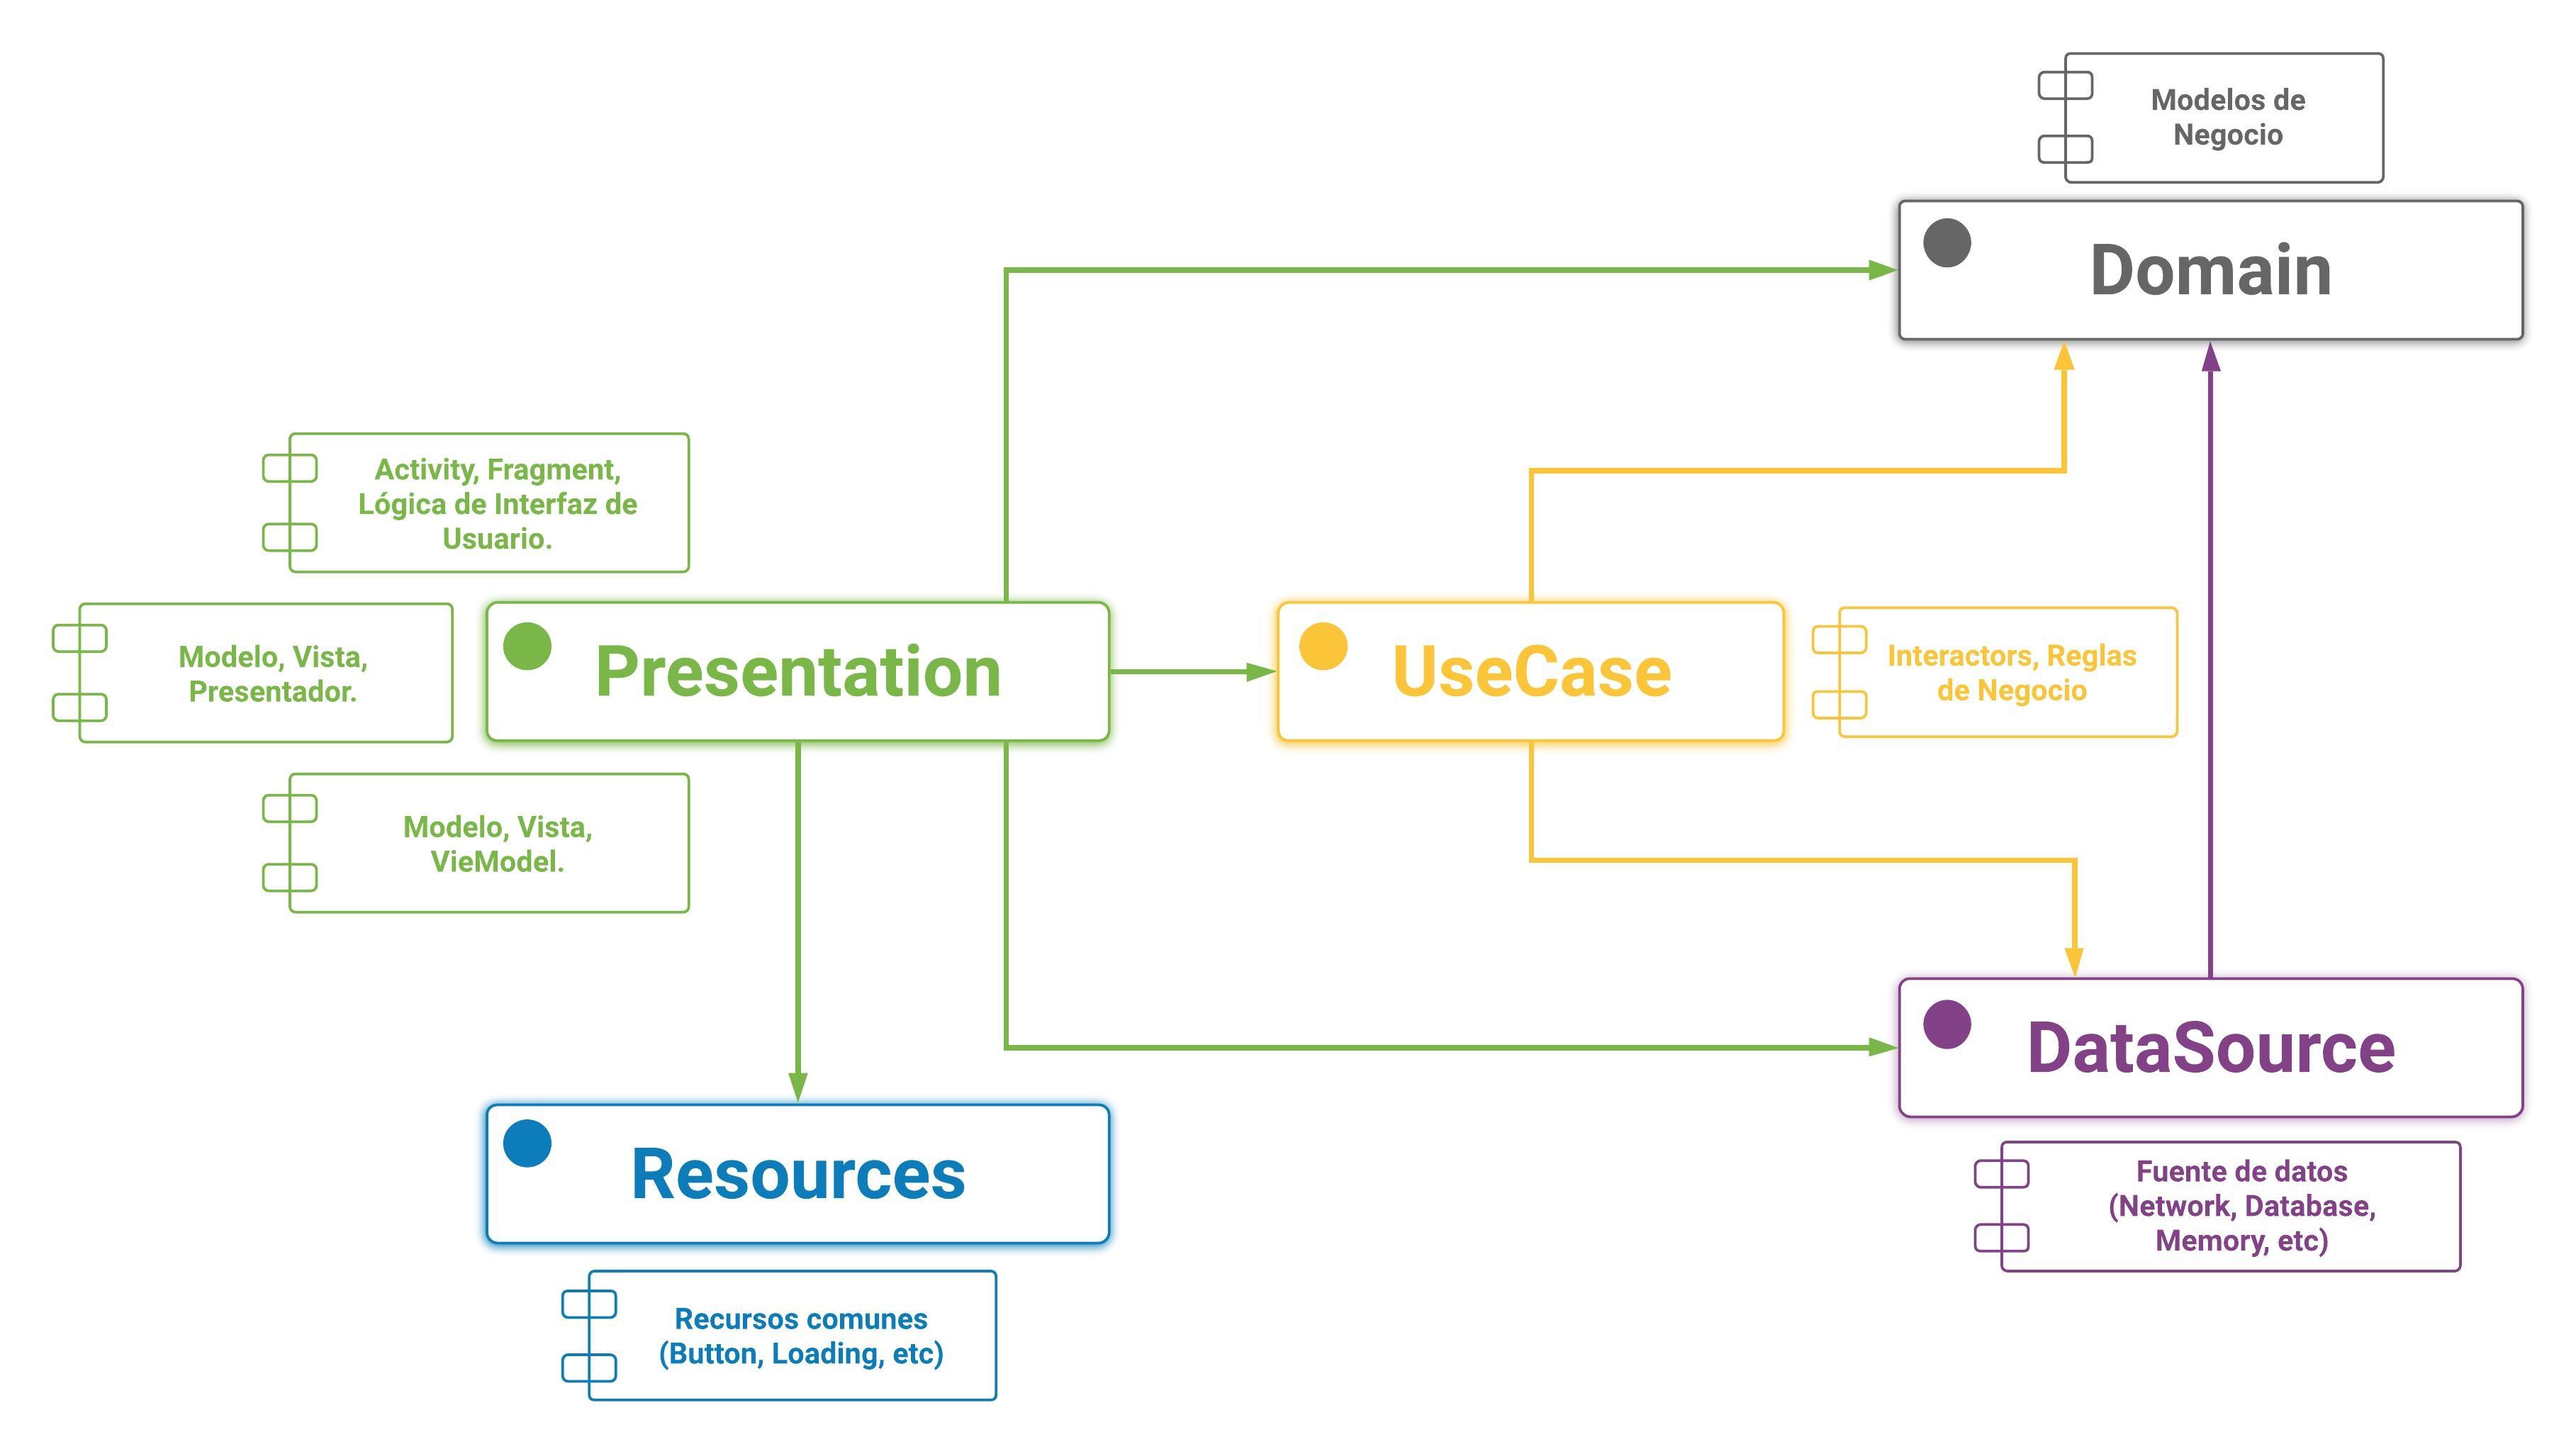 Modelos de
Negocio
Domain
Activity, Fragment,
Lógica de Interfaz de
Usuario.
Modelo, Vista,
Presentador.
Presentation
UseCase
Interactors, Reglas
de Negocio
Modelo, Vista,
VieModel.
DataSource
Fuente de datos
(Network, Database,
Memory, etc)
Resources
Recursos comunes
(Button, Loading, etc)